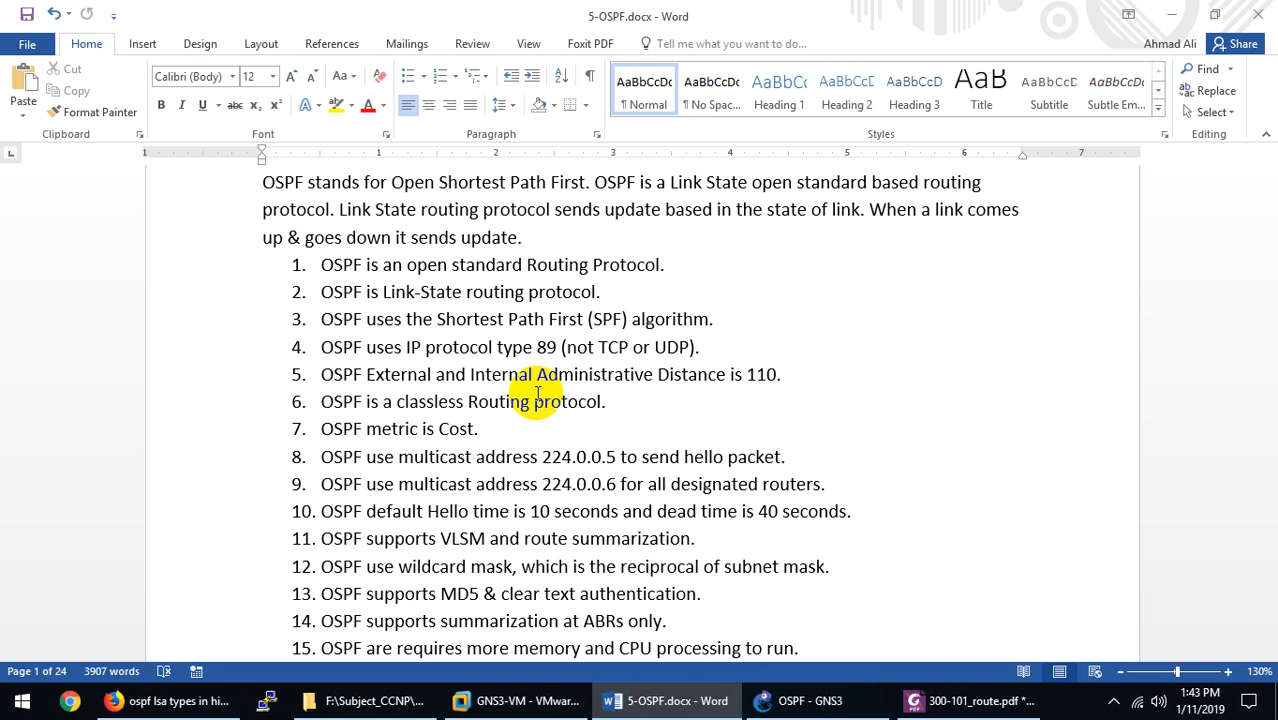 5-OSPF.docx - Word
File Home Insert Design Layout References Mailings Review View Foxit PDF Tell me what you want to do... Ahmad Ali Share
Paste Cut Copy Format Painter
Calibri (Body) 12
AaBbCcDc AaBbCcDc AaBbCc AaBbCcD AaBbCcDc AaB AaBbCcD AaBbCcDc
¶ Normal ¶ No Spac... Heading 1 Heading 2 Heading 3 Title Subtitle Subtle Em...
Find Replace Select
Clipboard Font Paragraph Styles Editing
1 1 2 3 4 5 6 7
OSPF stands for Open Shortest Path First. OSPF is a Link State open standard based routing
protocol. Link State routing protocol sends update based in the state of link. When a link comes
up & goes down it sends update.
1. OSPF is an open standard Routing Protocol.
2. OSPF is Link-State routing protocol.
3. OSPF uses the Shortest Path First (SPF) algorithm.
4. OSPF uses IP protocol type 89 (not TCP or UDP).
5. OSPF External and Internal Administrative Distance is 110.
6. OSPF is a classless Routing protocol.
7. OSPF metric is Cost.
8. OSPF use multicast address 224.0.0.5 to send hello packet.
9. OSPF use multicast address 224.0.0.6 for all designated routers.
10. OSPF default Hello time is 10 seconds and dead time is 40 seconds.
11. OSPF supports VLSM and route summarization.
12. OSPF use wildcard mask, which is the reciprocal of subnet mask.
13. OSPF supports MD5 & clear text authentication.
14. OSPF supports summarization at ABRs only.
15. OSPF are requires more memory and CPU processing to run.
Page 1 of 24 3907 words 130%
ospf lsa types in hi... F:\Subject_CCNP\... GNS3-VM - VMwar... 5-OSPF.docx - Word OSPF - GNS3 300-101_route.pdf * ... 1:43 PM
1/11/2019